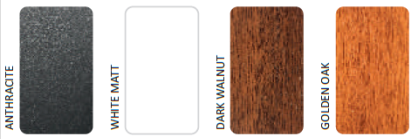 ANTHRACITE
WHITE MATT
DARK WALNUT
GOLDEN OAK